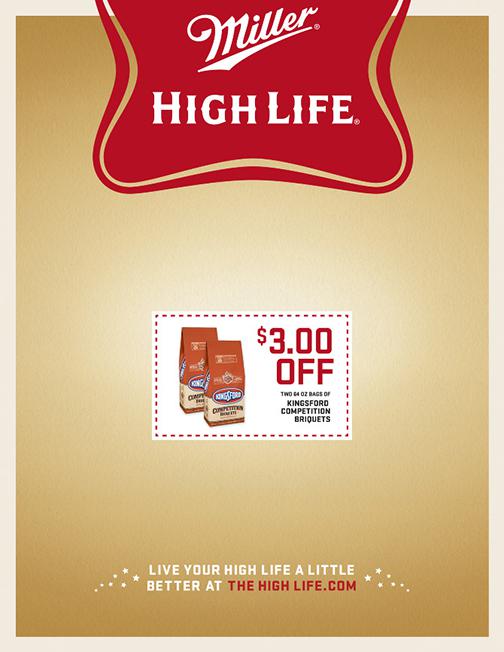 Miller®
HIGH LIFE®
$3.00
OFF
TWO 64 OZ BAGS OF
KINGSFORD
COMPETITION
BRIQUETS
KINGSFORD
COMPETITION
BRIQUETS
LIVE YOUR HIGH LIFE A LITTLE
BETTER AT THE HIGH LIFE.COM